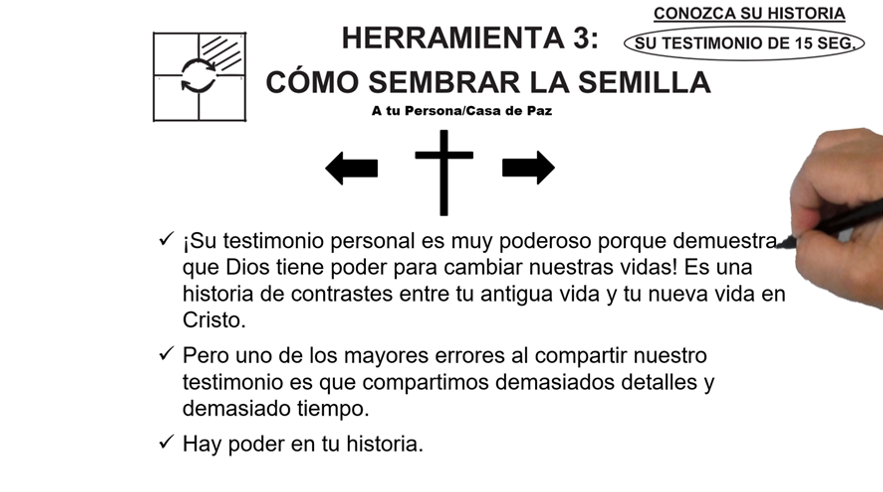 CONOZCA SU HISTORIA
HERRAMIENTA 3:
SU TESTIMONIO DE 15 SEG.
CÓMO SEMBRAR LA SEMILLA
A tu Persona/Casa de Paz
¡Su testimonio personal es muy poderoso porque demuestra
que Dios tiene poder para cambiar nuestras vidas! Es una
historia de contrastes entre tu antigua vida y tu nueva vida en
Cristo.
Pero uno de los mayores errores al compartir nuestro
testimonio es que compartimos demasiados detalles y
demasiado tiempo.
Hay poder en tu historia.